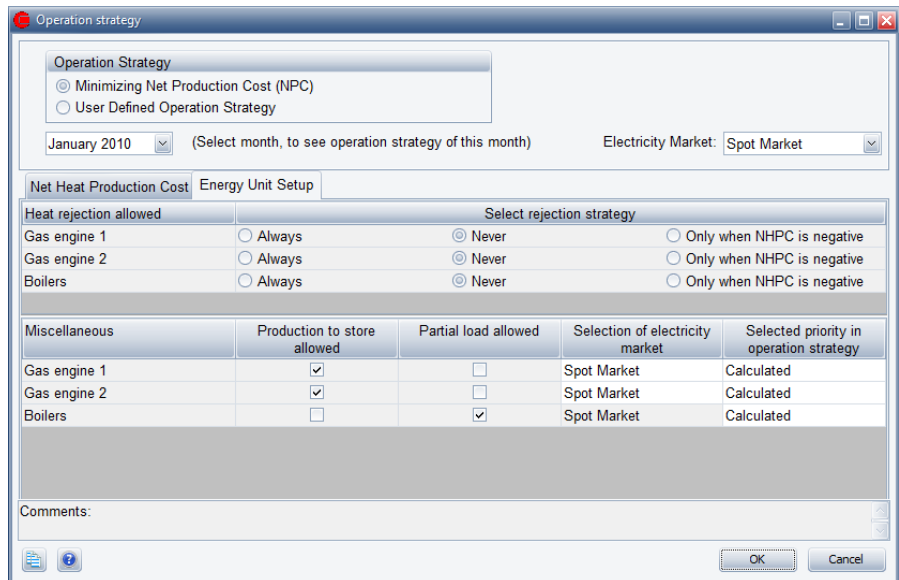 Operation strategy
Operation Strategy
Minimizing Net Production Cost (NPC)
User Defined Operation Strategy
January 2010 (Select month, to see operation strategy of this month) Electricity Market: Spot Market
Net Heat Production Cost Energy Unit Setup
Heat rejection allowed Select rejection strategy
Gas engine 1 Always Never Only when NHPC is negative
Gas engine 2 Always Never Only when NHPC is negative
Boilers Always Never Only when NHPC is negative
Miscellaneous Production to store allowed Partial load allowed Selection of electricity market Selected priority in operation strategy
Gas engine 1 Spot Market Calculated
Gas engine 2 Spot Market Calculated
Boilers Spot Market Calculated
Comments:
OK Cancel